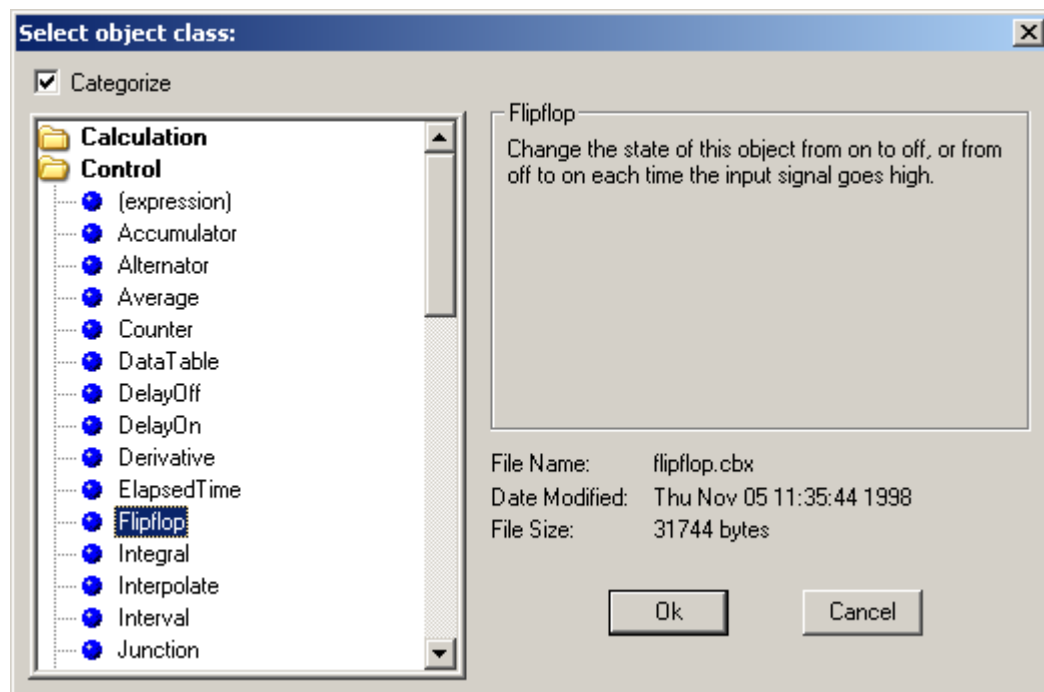 Select object class:
Categorize
Calculation
Control
(expression)
Accumulator
Alternator
Average
Counter
DataTable
DelayOff
DelayOn
Derivative
ElapsedTime
Flipflop
Integral
Interpolate
Interval
Junction
Flipflop
Change the state of this object from on to off, or from
off to on each time the input signal goes high.
File Name: flipflop.cbx
Date Modified: Thu Nov 05 11:35:44 1998
File Size: 31744 bytes
Ok Cancel